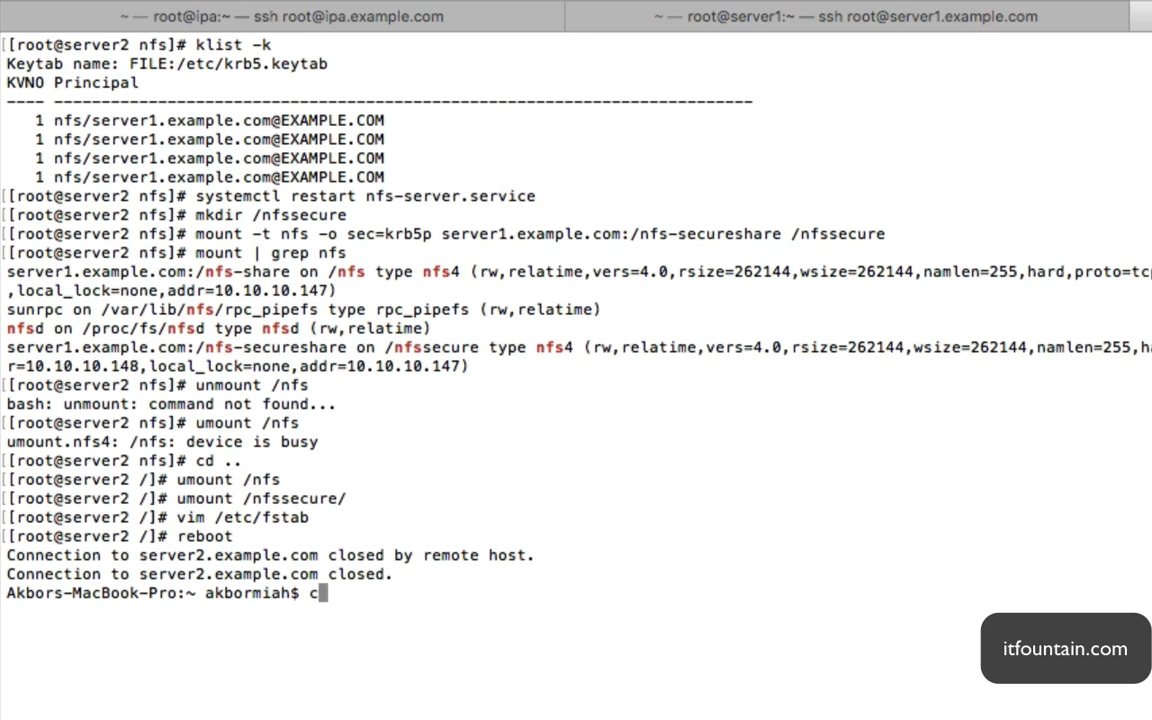 ~ — root@ipa:~ — ssh root@ipa.example.com
~ — root@server1:~ — ssh root@server1.example.com
[[root@server2 nfs]# klist -k
Keytab name: FILE:/etc/krb5.keytab
KVNO Principal
---- --------------------------------------------------------------------------
1 nfs/server1.example.com@EXAMPLE.COM
1 nfs/server1.example.com@EXAMPLE.COM
1 nfs/server1.example.com@EXAMPLE.COM
1 nfs/server1.example.com@EXAMPLE.COM
[[root@server2 nfs]# systemctl restart nfs-server.service
[[root@server2 nfs]# mkdir /nfssecure
[[root@server2 nfs]# mount -t nfs -o sec=krb5p server1.example.com:/nfs-secureshare /nfssecure
[[root@server2 nfs]# mount | grep nfs
server1.example.com:/nfs-share on /nfs type nfs4 (rw,relatime,vers=4.0,rsize=262144,wsize=262144,namlen=255,hard,proto=tcp
,local_lock=none,addr=10.10.10.147)
sunrpc on /var/lib/nfs/rpc_pipefs type rpc_pipefs (rw,relatime)
nfsd on /proc/fs/nfsd type nfsd (rw,relatime)
server1.example.com:/nfs-secureshare on /nfssecure type nfs4 (rw,relatime,vers=4.0,rsize=262144,wsize=262144,namlen=255,ha
r=10.10.10.148,local_lock=none,addr=10.10.10.147)
[[root@server2 nfs]# unmount /nfs
bash: unmount: command not found...
[[root@server2 nfs]# umount /nfs
umount.nfs4: /nfs: device is busy
[[root@server2 nfs]# cd ..
[[root@server2 /]# umount /nfs
[[root@server2 /]# umount /nfssecure/
[[root@server2 /]# vim /etc/fstab
[[root@server2 /]# reboot
Connection to server2.example.com closed by remote host.
Connection to server2.example.com closed.
Akbors-MacBook-Pro:~ akbormiah$ c
itfountain.com